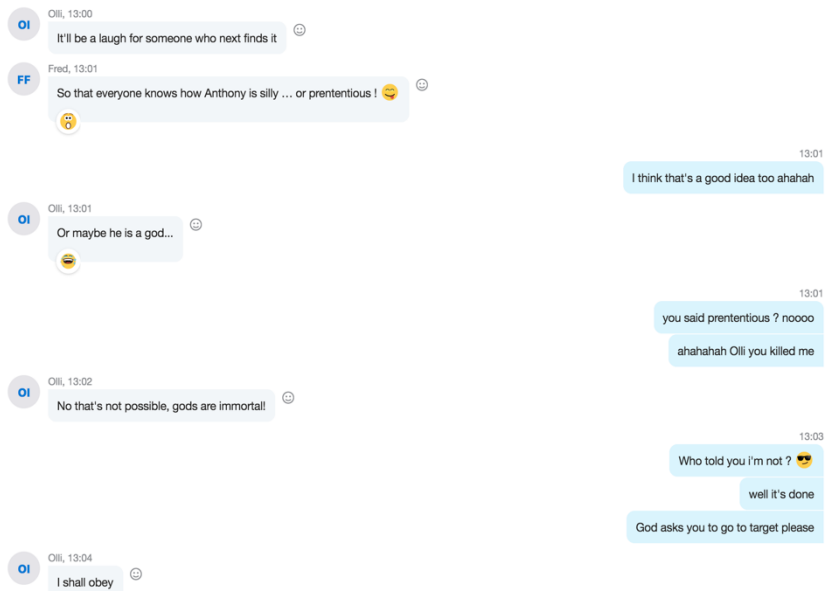 Olli, 13:00
OI
It'll be a laugh for someone who next finds it
Fred, 13:01
FF
So that everyone knows how Anthony is silly ... or prententious !
13:01
I think that's a good idea too ahahah
Olli, 13:01
OI
Or maybe he is a god...
13:01
you said prententious ? noooo
ahahahah Olli you killed me
Olli, 13:02
OI
No that's not possible, gods are immortal!
13:03
Who told you i'm not ?
well it's done
God asks you to go to target please
Olli, 13:04
OI
I shall obey